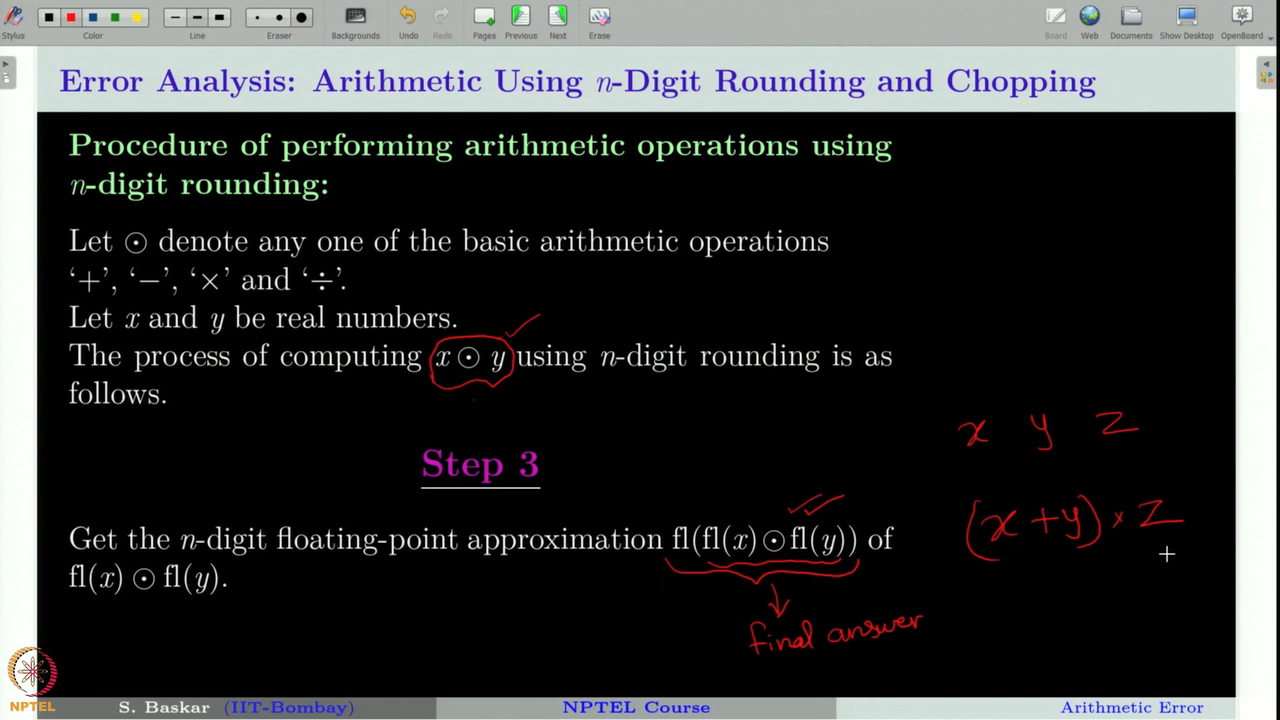 Stylus Color Line Eraser Backgrounds Undo Redo Pages Previous Next Erase Board Web Documents Show Desktop OpenBoard
Error Analysis: Arithmetic Using n-Digit Rounding and Chopping
Procedure of performing arithmetic operations using
n-digit rounding:
Let ⊙ denote any one of the basic arithmetic operations
‘+’, ‘−’, ‘×’ and ‘÷’.
Let x and y be real numbers.
The process of computing x ⊙ y using n-digit rounding is as
follows.
x y z
Step 3
(x + y) × z
Get the n-digit floating-point approximation fl(fl(x) ⊙ fl(y)) of
fl(x) ⊙ fl(y).
final answer
NPTEL
S. Baskar (IIT-Bombay) NPTEL Course Arithmetic Error